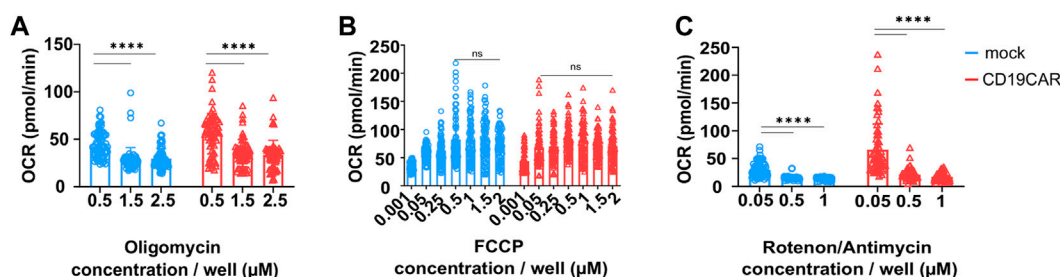 A
OCR (pmol/min)
150
100
50
0
****
****
0.5 1.5 2.5 0.5 1.5 2.5
Oligomycin
concentration / well (µM)
B
OCR (pmol/min)
250
200
150
100
50
0
ns
ns
0.001 0.05 0.25 0.5 1 1.5 2 0.001 0.05 0.25 0.5 1 1.5 2
FCCP
concentration / well (µM)
C
OCR (pmol/min)
250
200
150
100
50
0
****
****
0.05 0.5 1 0.05 0.5 1
Rotenon/Antimycin
concentration / well (µM)
mock
CD19CAR